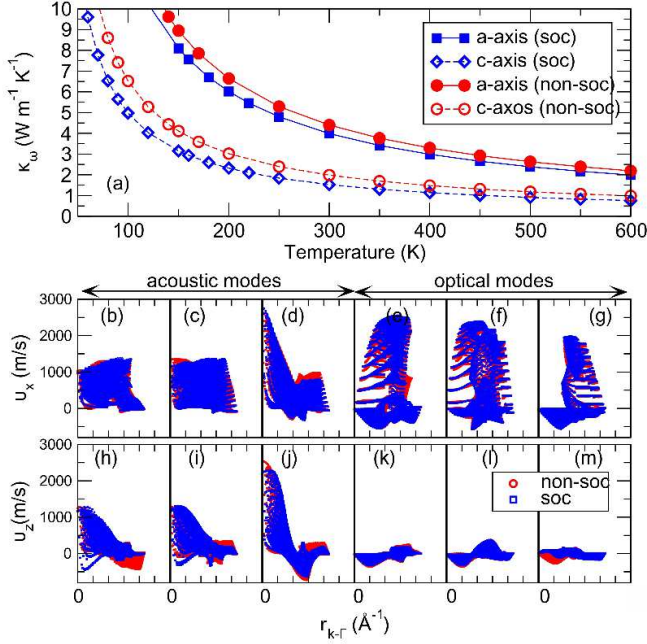 10
9
8
7
6
5
4
3
2
1
0
κω (W m⁻¹ K⁻¹)
(a)
a-axis (soc)
c-axis (soc)
a-axis (non-soc)
c-axos (non-soc)
100 200 300 400 500 600
Temperature (K)
acoustic modes optical modes
3000
2000
1000
0
υx (m/s)
(b) (c) (d) (e) (f) (g)
3000
2000
1000
0
υz(m/s)
(h) (i) (j) (k) (l) (m)
non-soc
soc
0 0 0 0 0 0
rk-Γ (Å⁻¹)